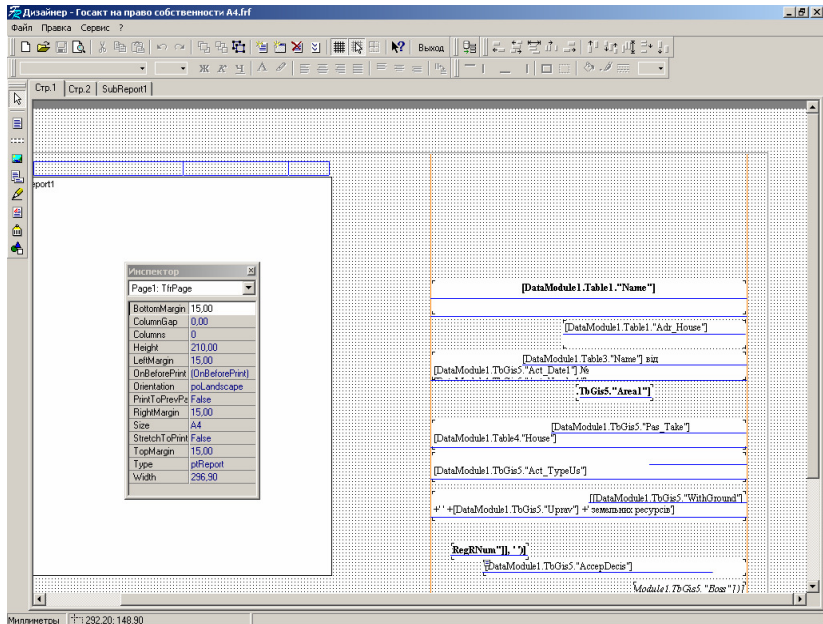 Дизайнер - Госакт на право собственности А4.frf
Файл Правка Сервис ?
Выход
Ж К Ч
Стр.1 Стр.2 SubReport1
eport1
Инспектор
Page1: TfrPage
BottomMargin 15,00
ColumnGap 0,00
Columns 0
Height 210,00
LeftMargin 15,00
OnBeforePrint (OnBeforePrint)
Orientation poLandscape
PrintToPrevPa False
RightMargin 15,00
Size A4
StretchToPrint False
TopMargin 15,00
Type ptReport
Width 296,90
[DataModule1.Table1."Name"]
[DataModule1.Table1."Adr_House"]
[DataModule1.Table3."Name"] від
[DataModule1.TbGis5."Act_Date1"] №
TbGis5."Area1"]
[DataModule1.TbGis5."Pas_Take"]
[DataModule1.Table4."House"]
[DataModule1.TbGis5."Act_TypeUs"]
[[DataModule1.TbGis5."WithGround"]
+' ' +[DataModule1.TbGis5."Uprav"] +' земельних ресурсів']
RegRNum"]], ' ')]
[DataModule1.TbGis5."AccepDecis"]
Module1.TbGis5."Boss"])]
Миллиметры 292.20; 148.90